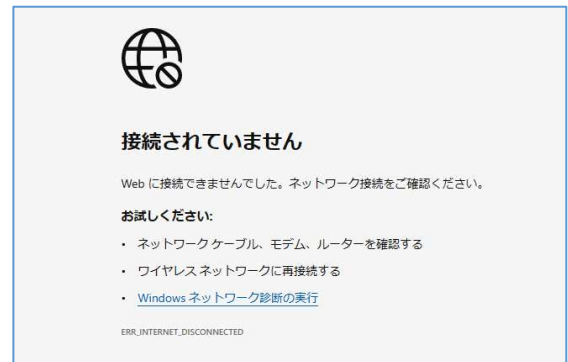 接続されていません
Web に接続できませんでした。ネットワーク接続をご確認ください。
お試しください:
• ネットワーク ケーブル、モデム、ルーターを確認する
• ワイヤレス ネットワークに再接続する
• Windows ネットワーク診断の実行
ERR_INTERNET_DISCONNECTED